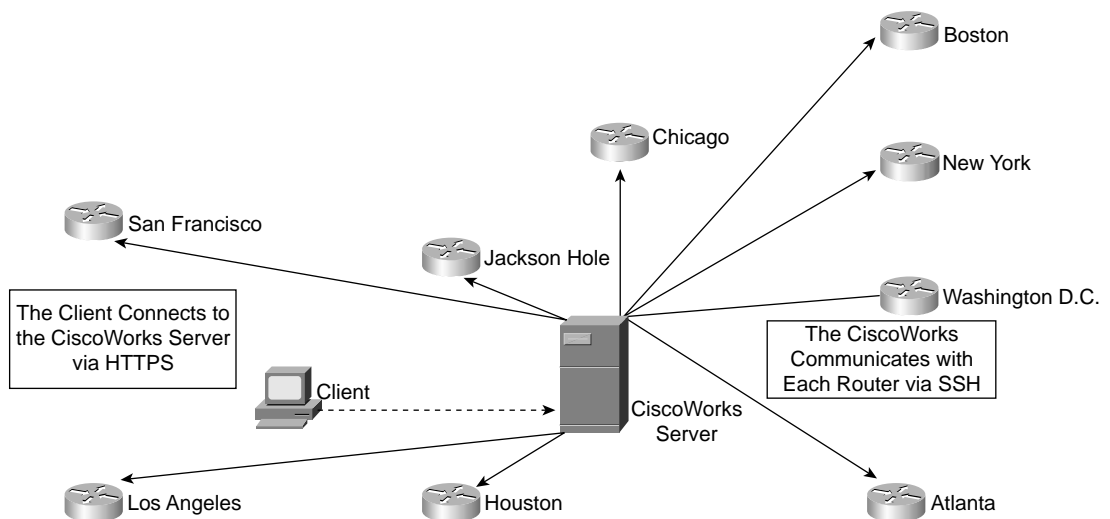 Boston
Chicago
New York
San Francisco
Jackson Hole
Washington D.C.
The Client Connects to
the CiscoWorks Server
via HTTPS
The CiscoWorks
Communicates with
Each Router via SSH
Client
CiscoWorks
Server
Los Angeles
Houston
Atlanta